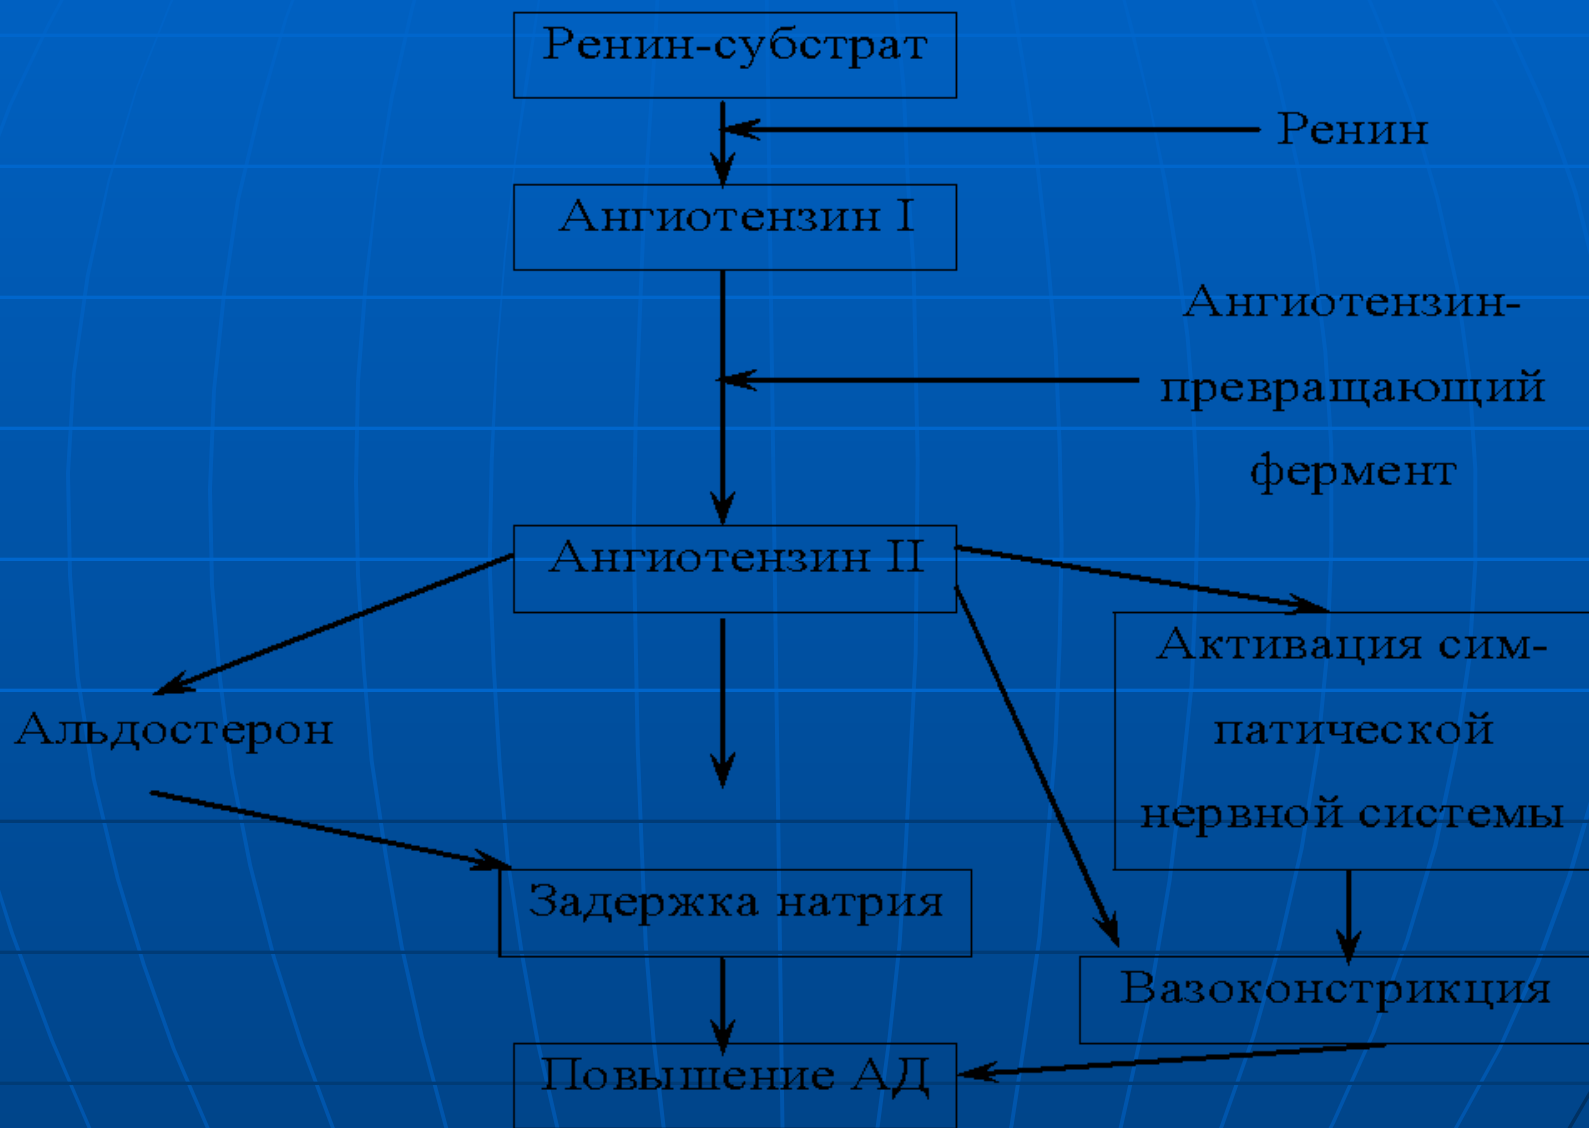 Ренин-субстрат
Ренин
Ангиотензин I
Ангиотензин-
превращающий
фермент
Ангиотензин II
Активация сим-
патической
нервной системы
Альдостерон
Задержка натрия
Вазоконстрикция
Повышение АД